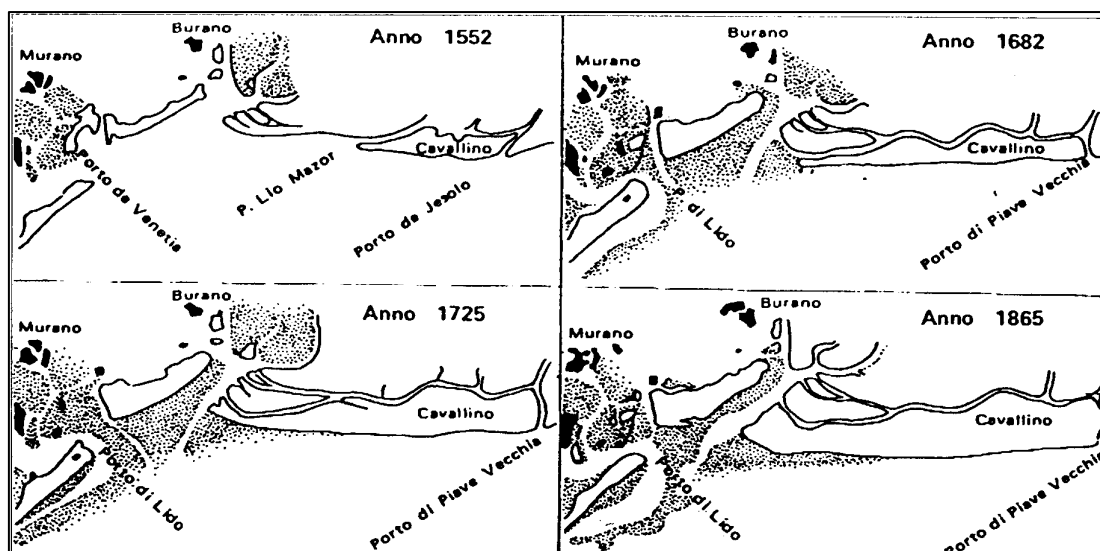 Burano
Anno 1552
Murano
Cavallino
Porto de Venetia
P. Lio Mazor
Porto de Jesolo
Burano
Anno 1682
Murano
Cavallino
di Lido
Porto di Piave Vecchia
Burano
Anno 1725
Murano
Cavallino
Porto di Lido
Porto di Piave Vecchia
Burano
Anno 1865
Murano
Cavallino
Porto di Lido
Porto di Piave Vecchia